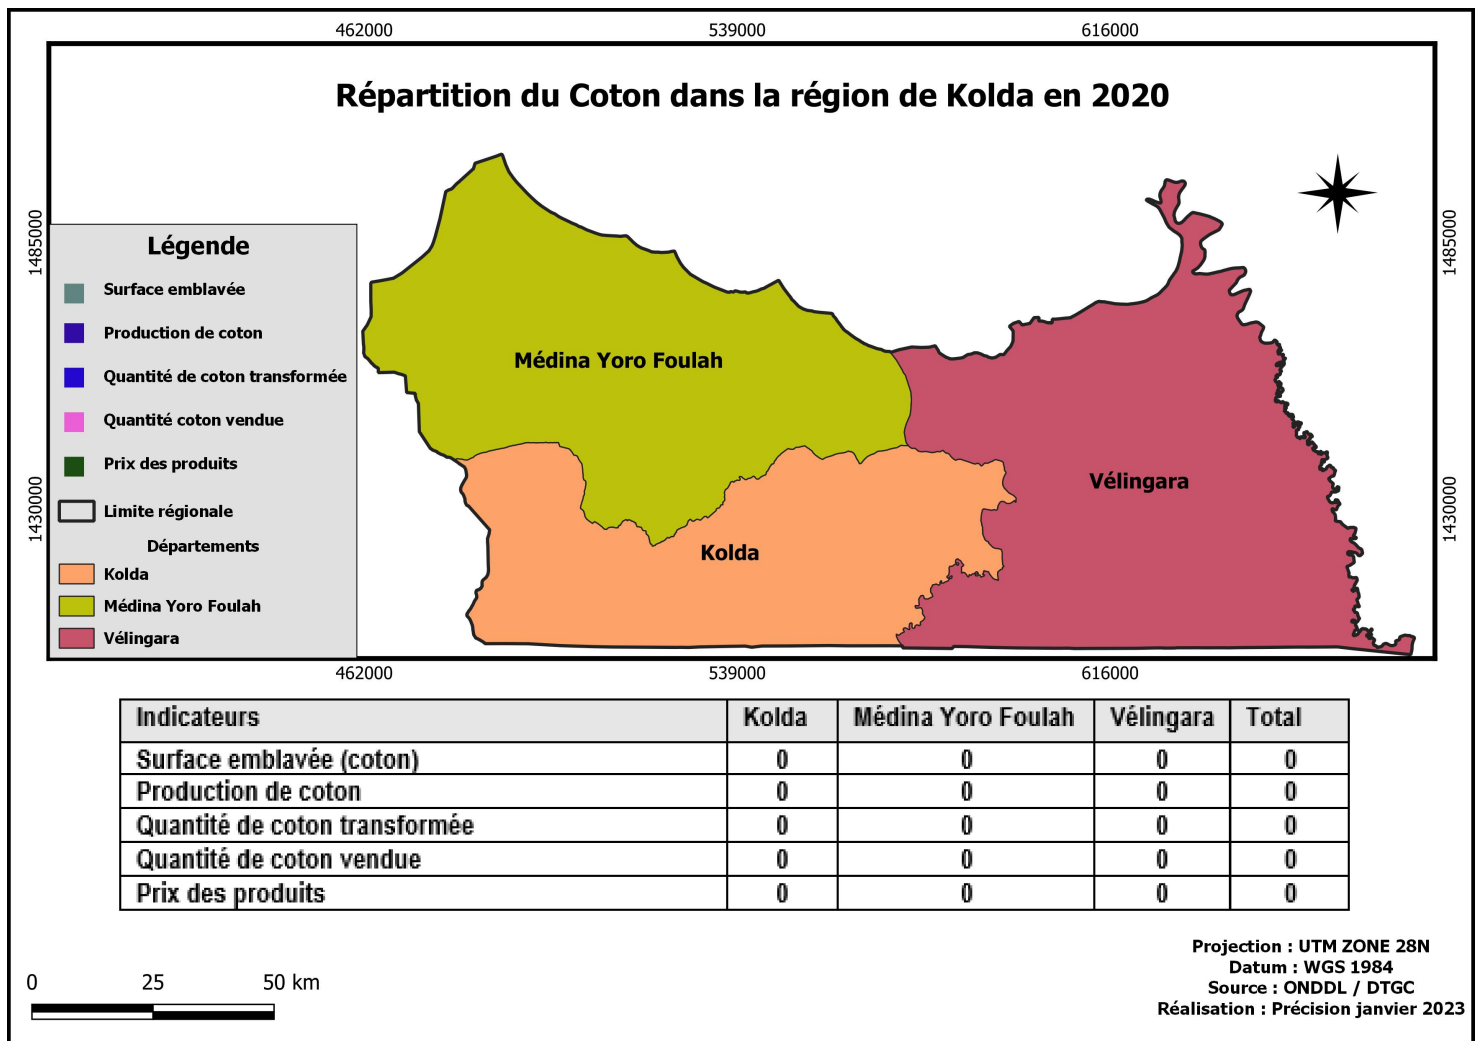 462000 539000 616000
Répartition du Coton dans la région de Kolda en 2020
1485000
1485000
1430000
1430000
Légende
Surface emblavée
Production de coton
Quantité de coton transformée
Quantité coton vendue
Prix des produits
Limite régionale
Départements
Kolda
Médina Yoro Foulah
Vélingara
Médina Yoro Foulah
Vélingara
Kolda
462000 539000 616000
Indicateurs Kolda Médina Yoro Foulah Vélingara Total
Surface emblavée (coton) 0 0 0 0
Production de coton 0 0 0 0
Quantité de coton transformée 0 0 0 0
Quantité de coton vendue 0 0 0 0
Prix des produits 0 0 0 0
0 25 50 km
Projection : UTM ZONE 28N
Datum : WGS 1984
Source : ONDDL / DTGC
Réalisation : Précision janvier 2023